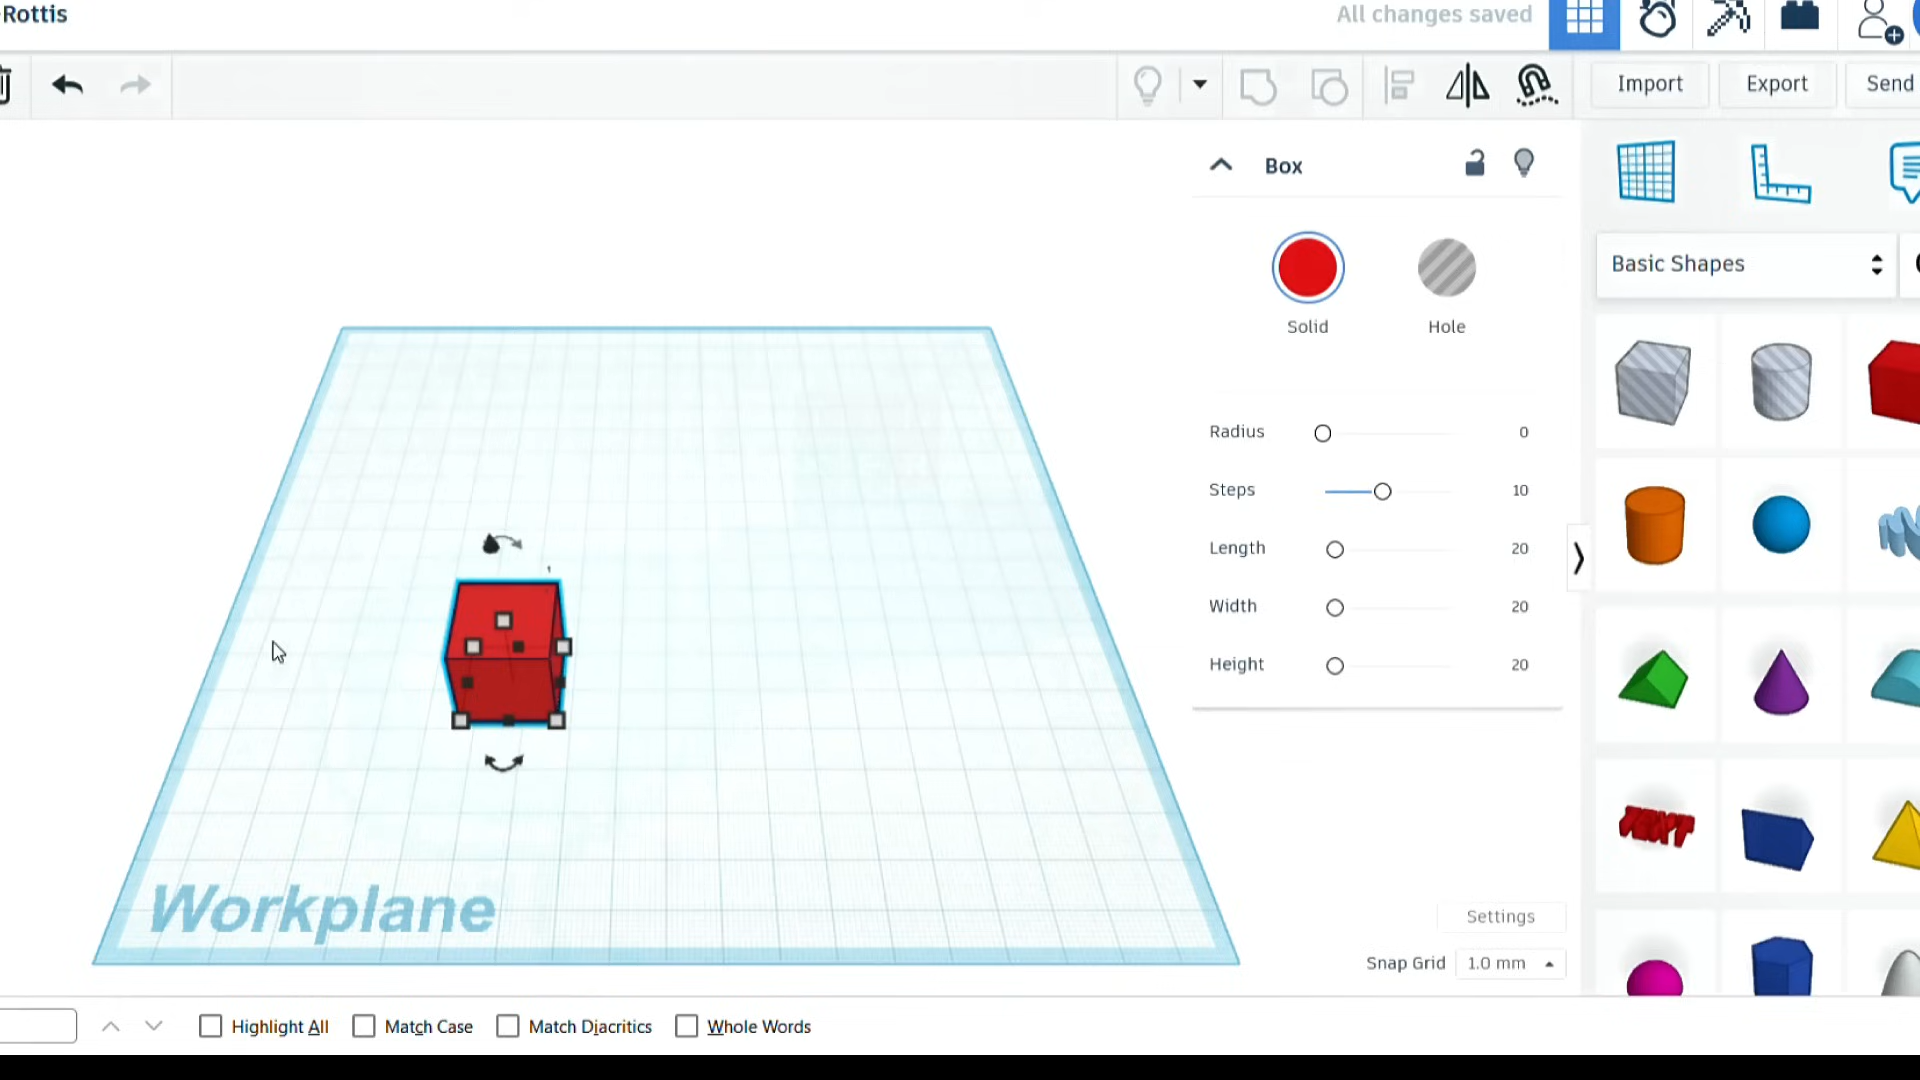 -Rottis
All changes saved
Import
Export
Send
Box
Solid
Hole
Basic Shapes
Radius
0
Steps
10
Length
20
Width
20
Height
20
TEXT
Workplane
Settings
Snap Grid
1.0 mm
Highlight All
Match Case
Match Diacritics
Whole Words